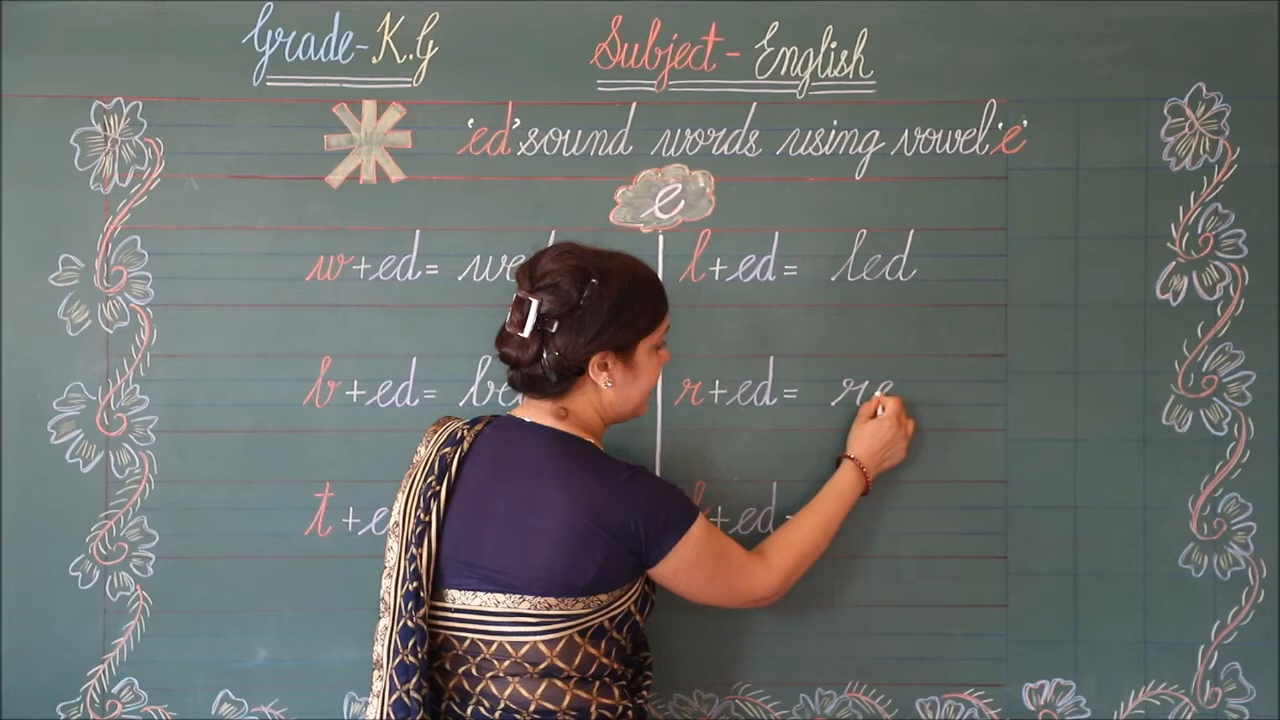 Grade-K.G Subject-English
'ed' sound words using vowel 'e'
e
w+ed= we l+ed= led
b+ed= be r+ed= re
t+e +ed